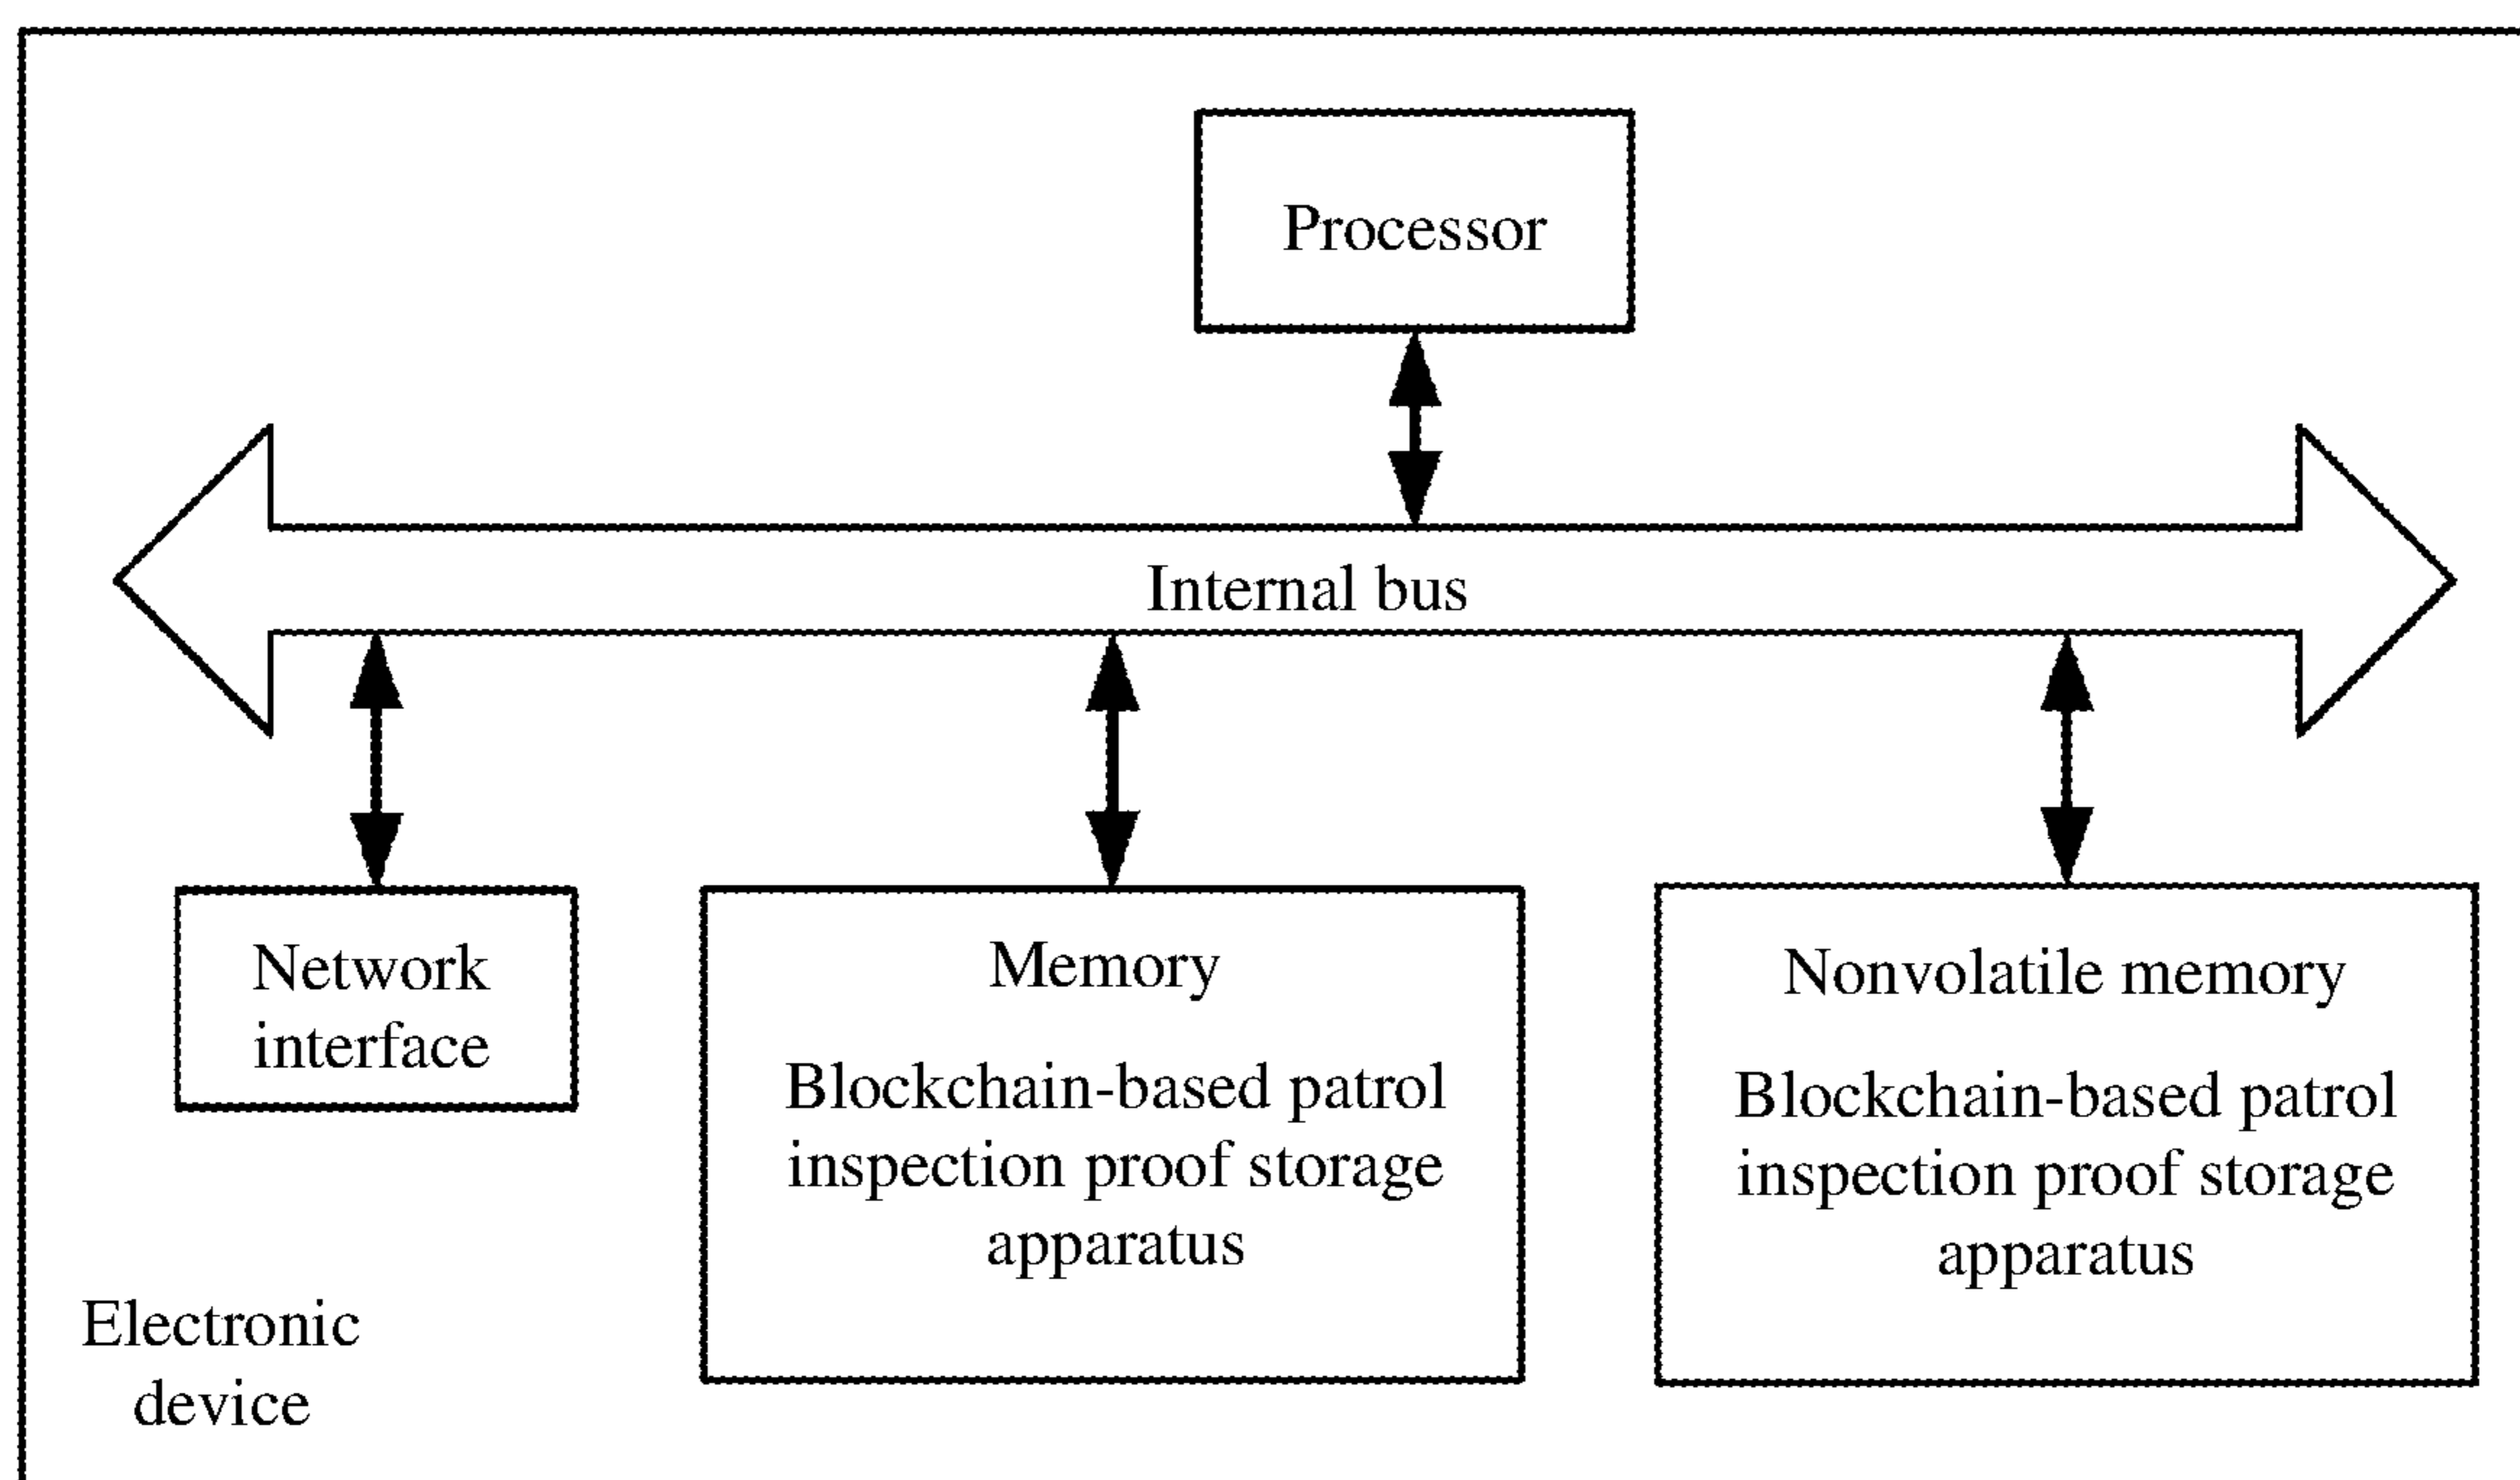 Processor
Internal bus
Network
interface
Memory
Blockchain-based patrol
inspection proof storage
apparatus
Nonvolatile memory
Blockchain-based patrol
inspection proof storage
apparatus
Electronic
device